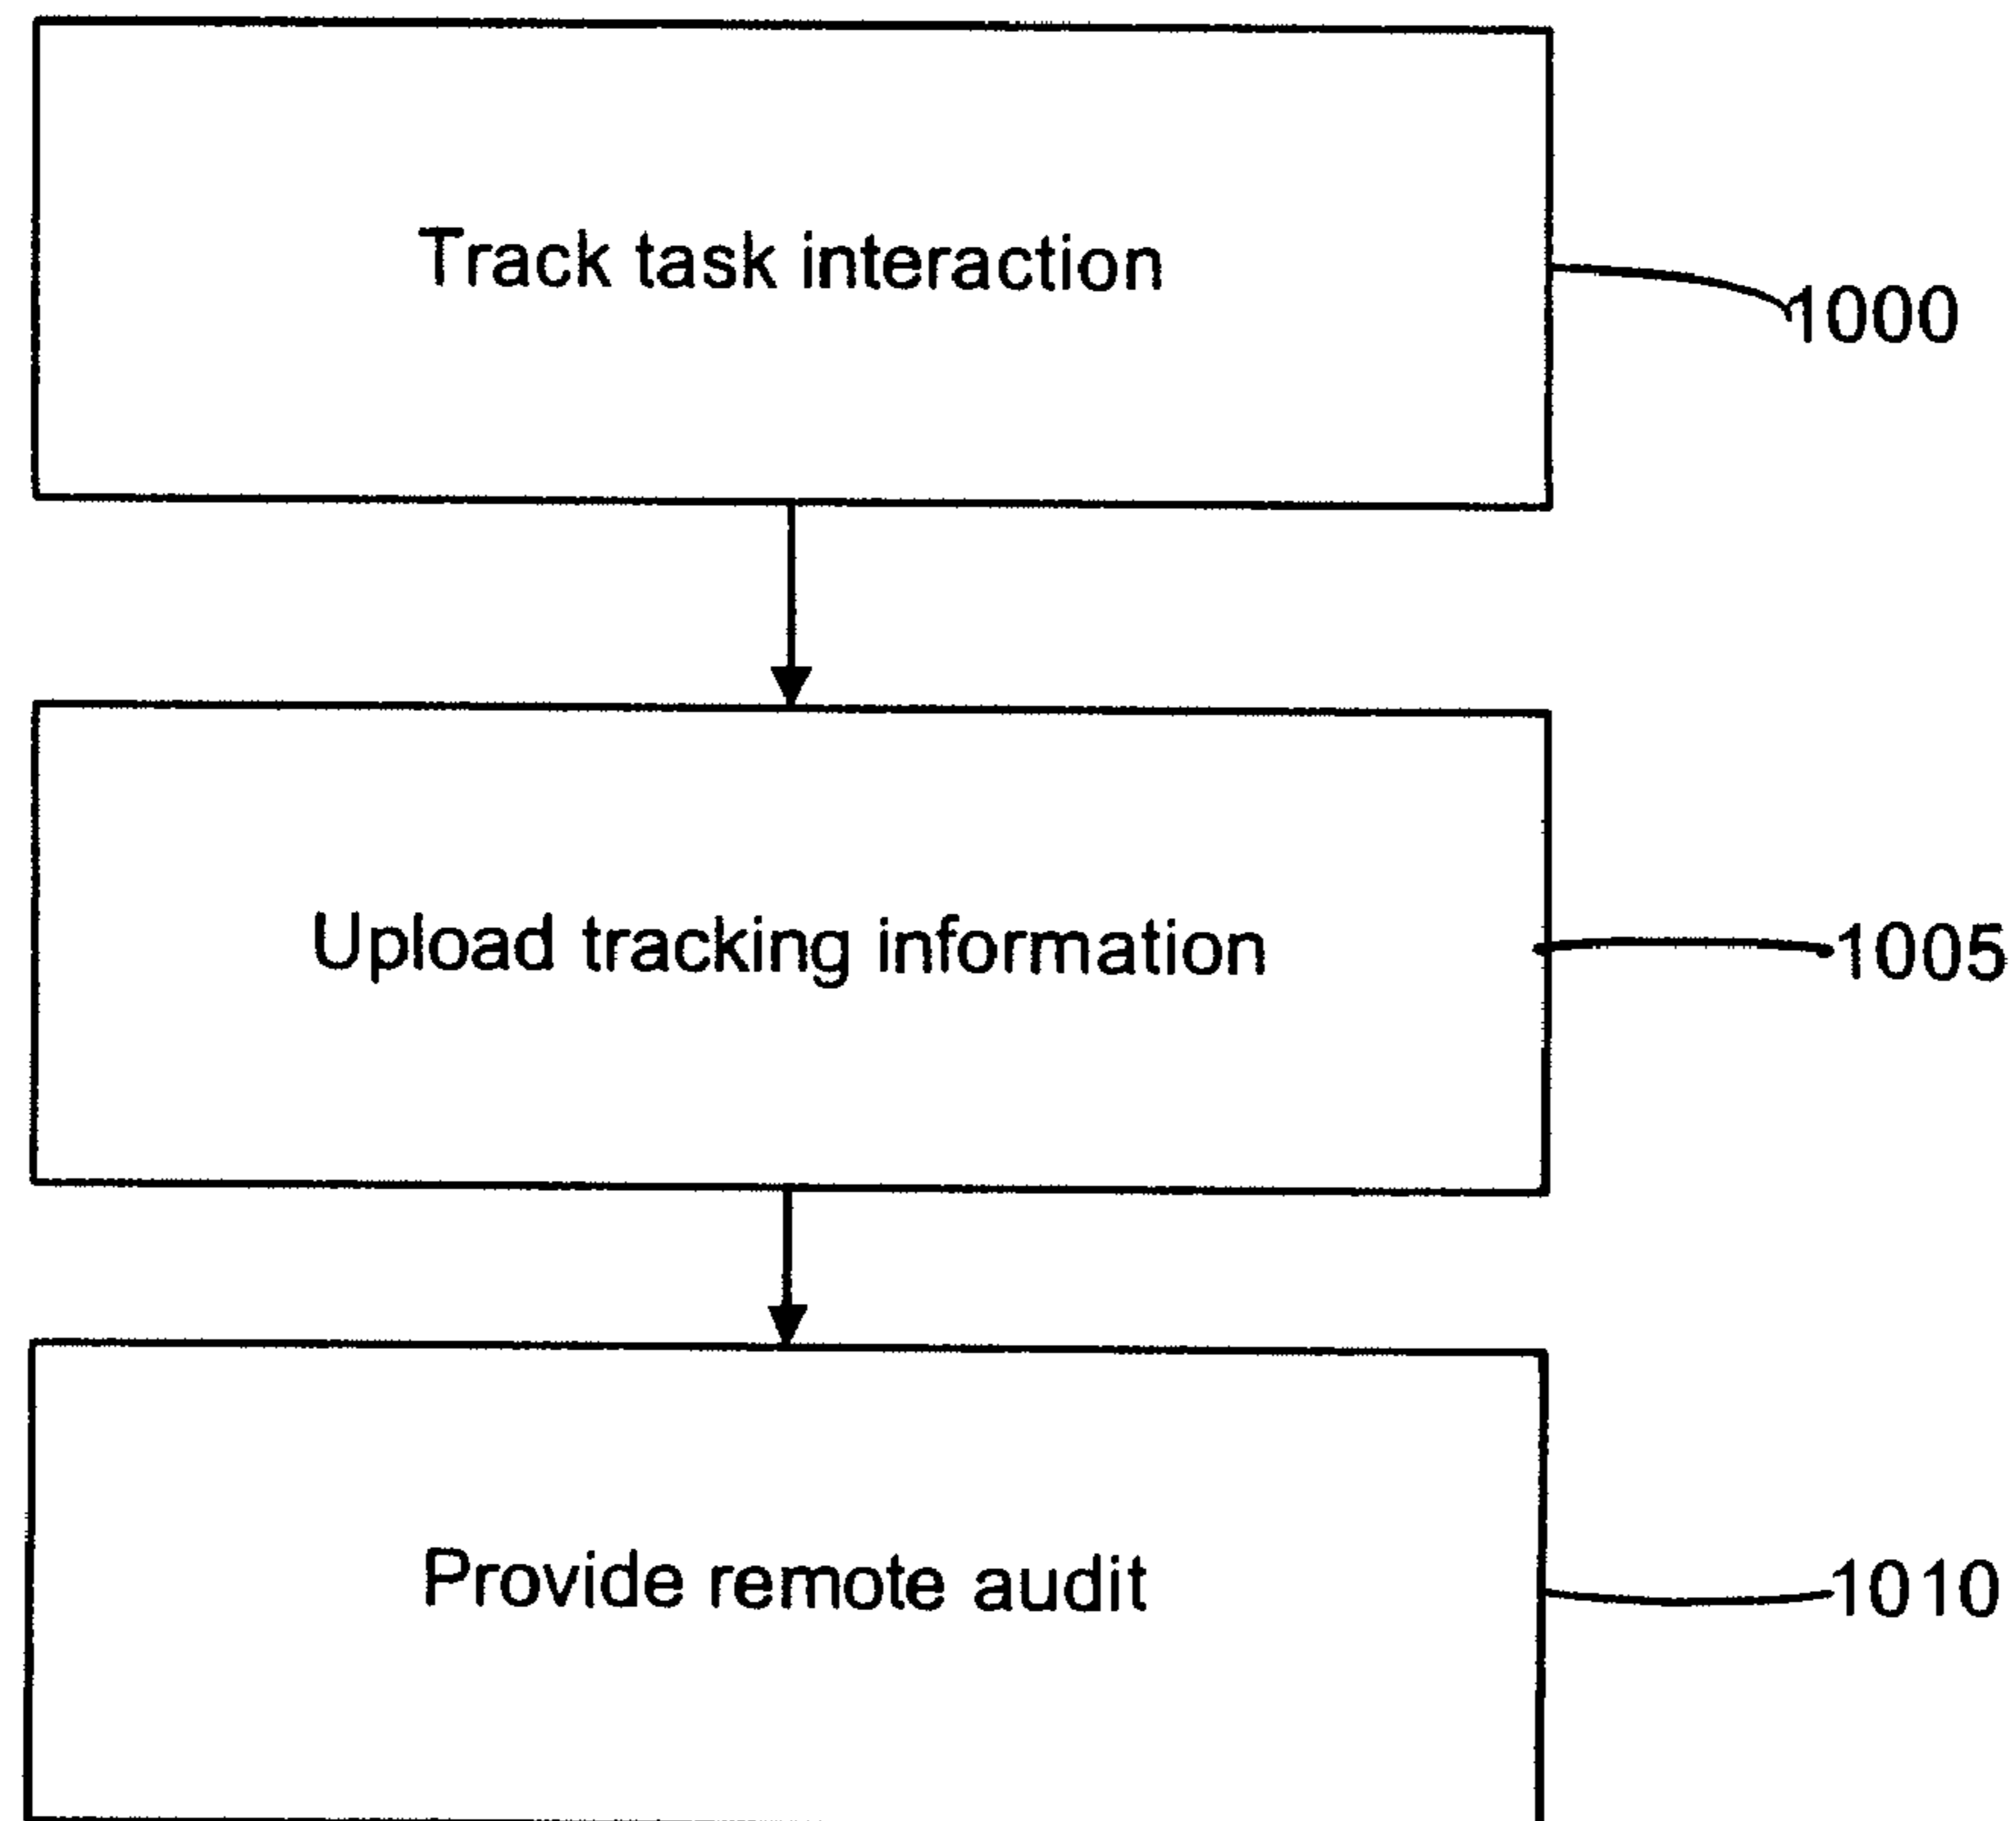 Track task interaction
1000
Upload tracking information
1005
Provide remote audit
1010